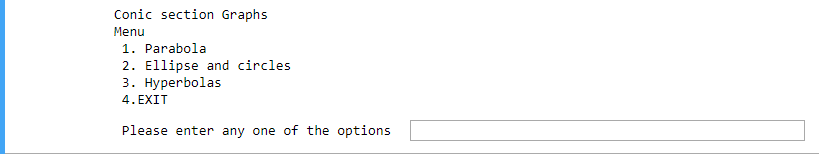 Conic section Graphs
Menu
1. Parabola
2. Ellipse and circles
3. Hyperbolas
4.EXIT
Please enter any one of the options